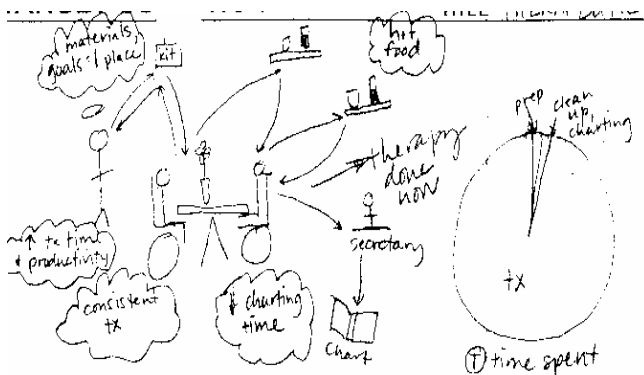 materials
goals = 1 place
kit
hot
food
prep
clean
up,
charting
therapy
done
now
secretary
↑ tx time
productivity
consistent
tx
↓ charting
time
chart
tx
Ⓣ time spent